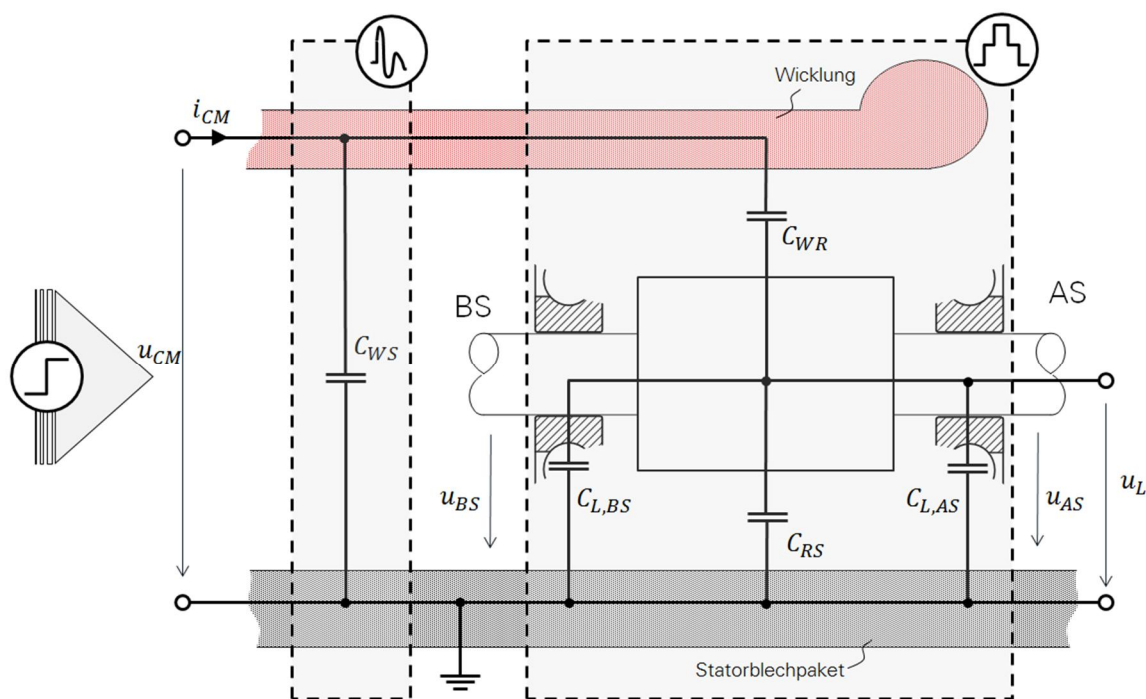 Wicklung
i_CM
C_WR
BS
AS
u_CM
C_WS
u_BS
C_L,BS
C_RS
C_L,AS
u_AS
u_L
Statorblechpaket